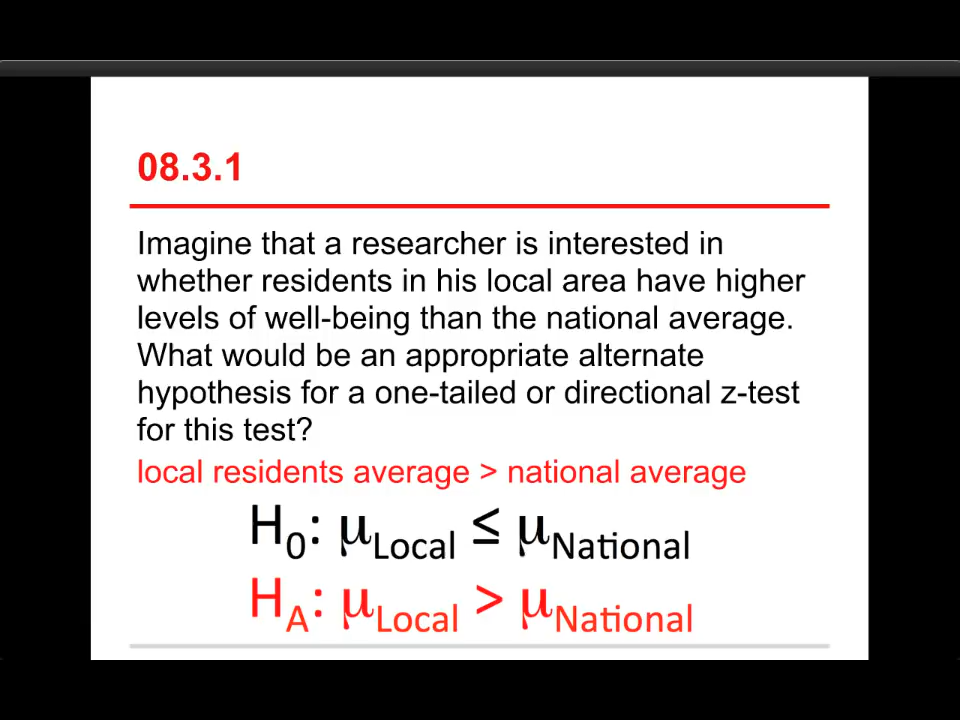 08.3.1
Imagine that a researcher is interested in
whether residents in his local area have higher
levels of well-being than the national average.
What would be an appropriate alternate
hypothesis for a one-tailed or directional z-test
for this test?
local residents average > national average
H₀: μLocal ≤ μNational
H_A: μLocal > μNational